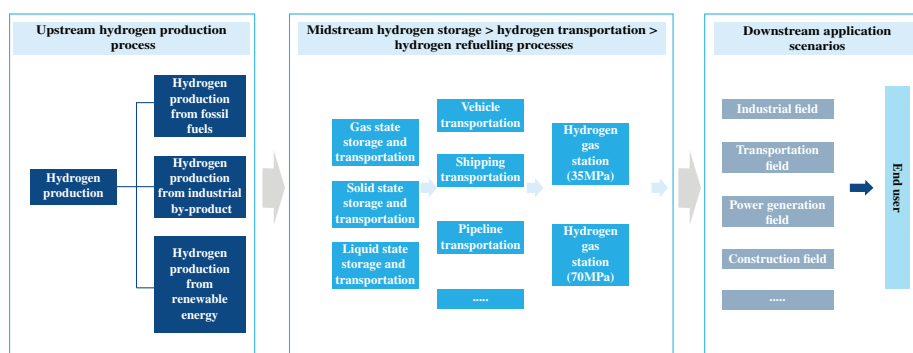 Upstream hydrogen production
process
Hydrogen
production
Hydrogen
production
from fossil
fuels
Hydrogen
production
from industrial
by-product
Hydrogen
production
from
renewable
energy
Midstream hydrogen storage > hydrogen transportation >
hydrogen refuelling processes
Gas state
storage and
transportation
Solid state
storage and
transportation
Liquid state
storage and
transportation
Vehicle
transportation
Shipping
transportation
Pipeline
transportation
.....
Hydrogen
gas
station
(35MPa)
Hydrogen
gas
station
(70MPa)
Downstream application
scenarios
Industrial field
Transportation
field
Power generation
field
Construction field
.....
End user